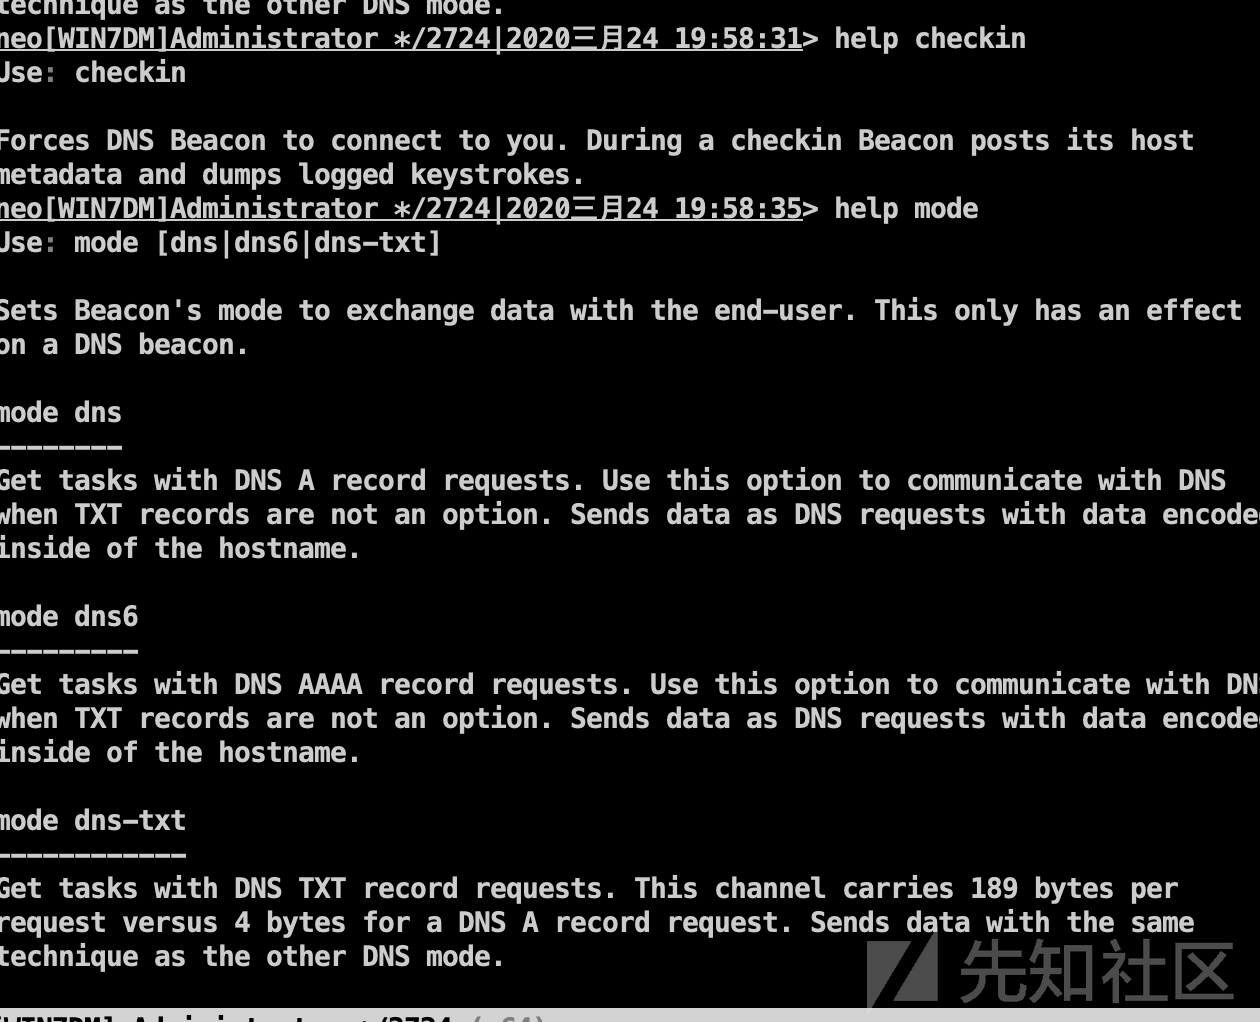 technique as the other DNS mode.
neo[WIN7DM]Administrator */2724|2020三月24 19:58:31> help checkin
Use: checkin
Forces DNS Beacon to connect to you. During a checkin Beacon posts its host
metadata and dumps logged keystrokes.
neo[WIN7DM]Administrator */2724|2020三月24 19:58:35> help mode
Use: mode [dns|dns6|dns-txt]
Sets Beacon's mode to exchange data with the end-user. This only has an effect
on a DNS beacon.
mode dns
--------
Get tasks with DNS A record requests. Use this option to communicate with DNS
when TXT records are not an option. Sends data as DNS requests with data encoded
inside of the hostname.
mode dns6
---------
Get tasks with DNS AAAA record requests. Use this option to communicate with DN
when TXT records are not an option. Sends data as DNS requests with data encoded
inside of the hostname.
mode dns-txt
------------
Get tasks with DNS TXT record requests. This channel carries 189 bytes per
request versus 4 bytes for a DNS A record request. Sends data with the same
technique as the other DNS mode.
先知社区
[WIN7DM] Administrator */2724 (x64)